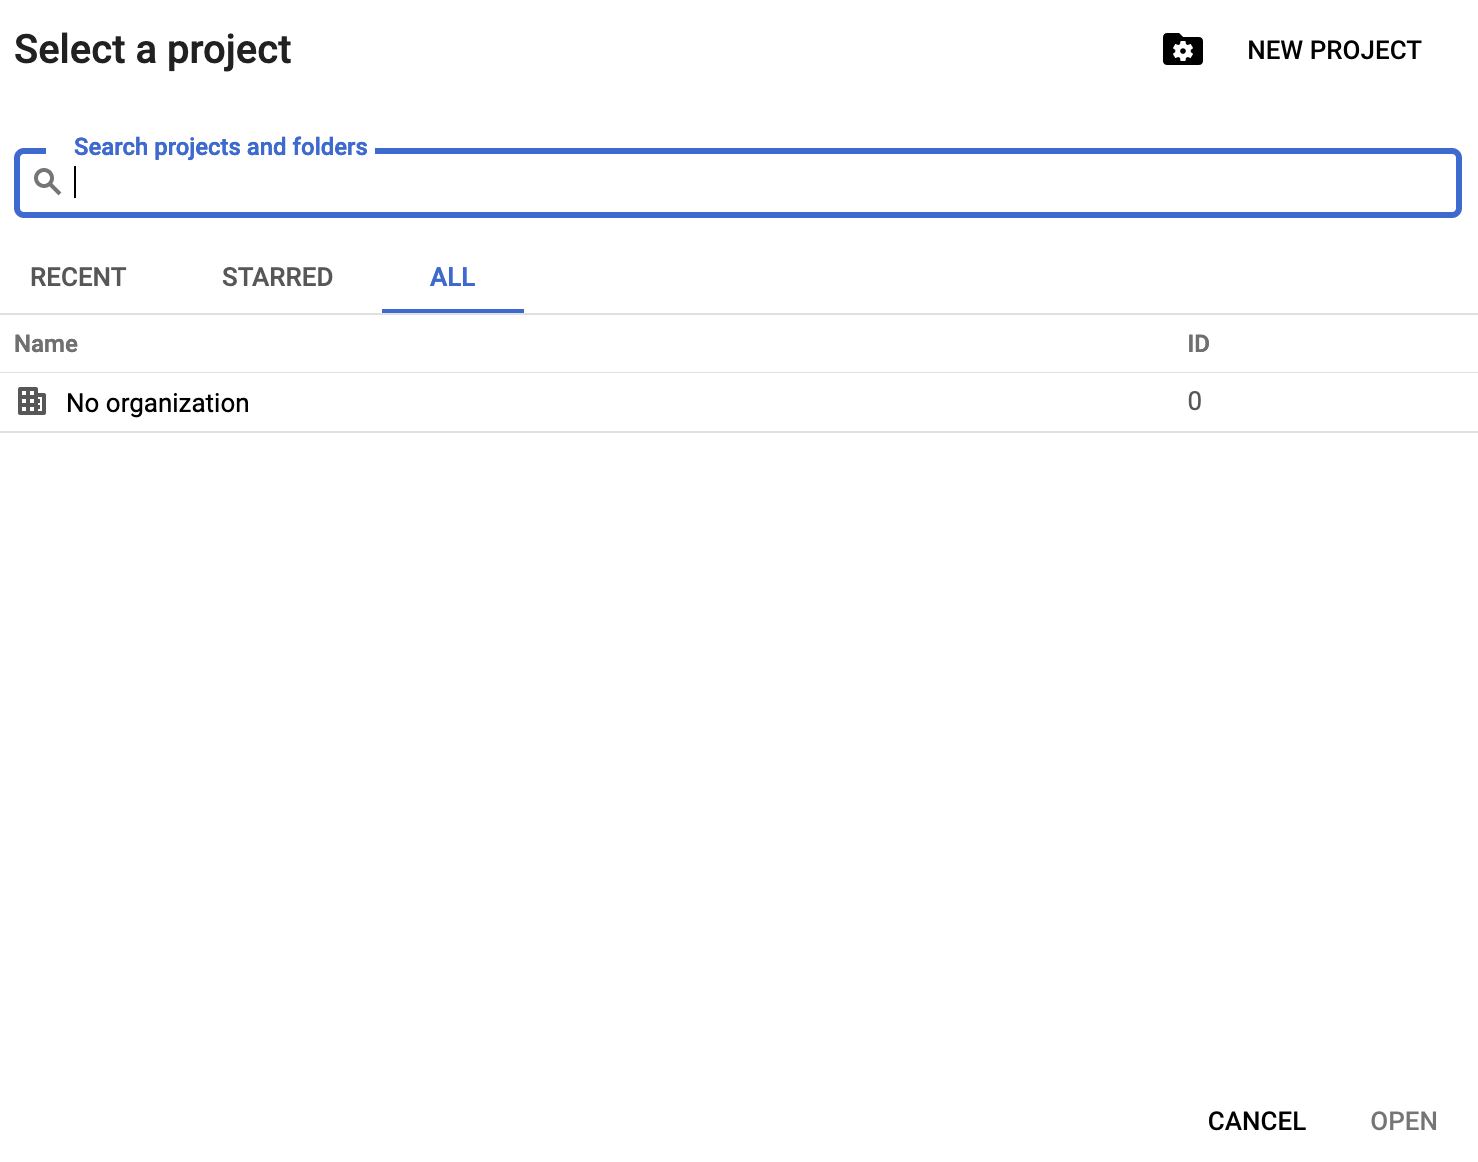 Select a project
NEW PROJECT
Search projects and folders
RECENT STARRED ALL
Name ID
No organization 0
CANCEL OPEN